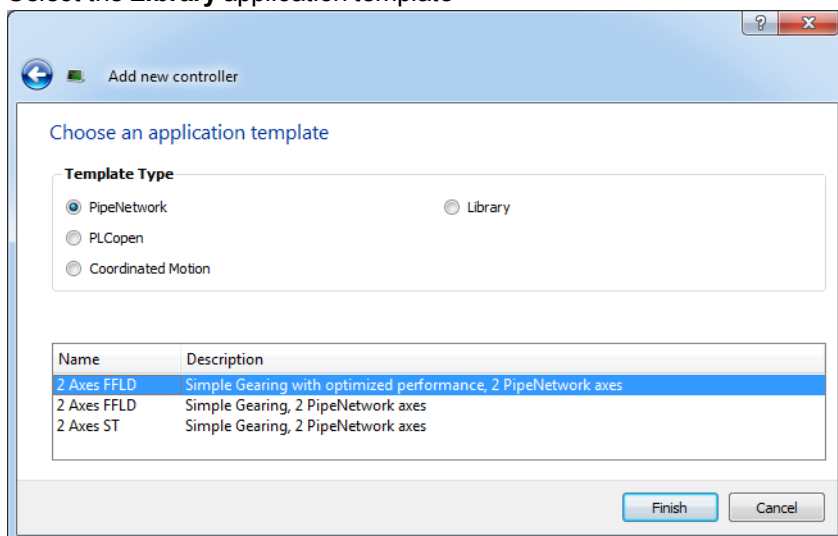 Select the Library application template
?
X
Add new controller
Choose an application template
Template Type
PipeNetwork
Library
PLCopen
Coordinated Motion
Name Description
2 Axes FFLD Simple Gearing with optimized performance, 2 PipeNetwork axes
2 Axes FFLD Simple Gearing, 2 PipeNetwork axes
2 Axes ST Simple Gearing, 2 PipeNetwork axes
Finish Cancel